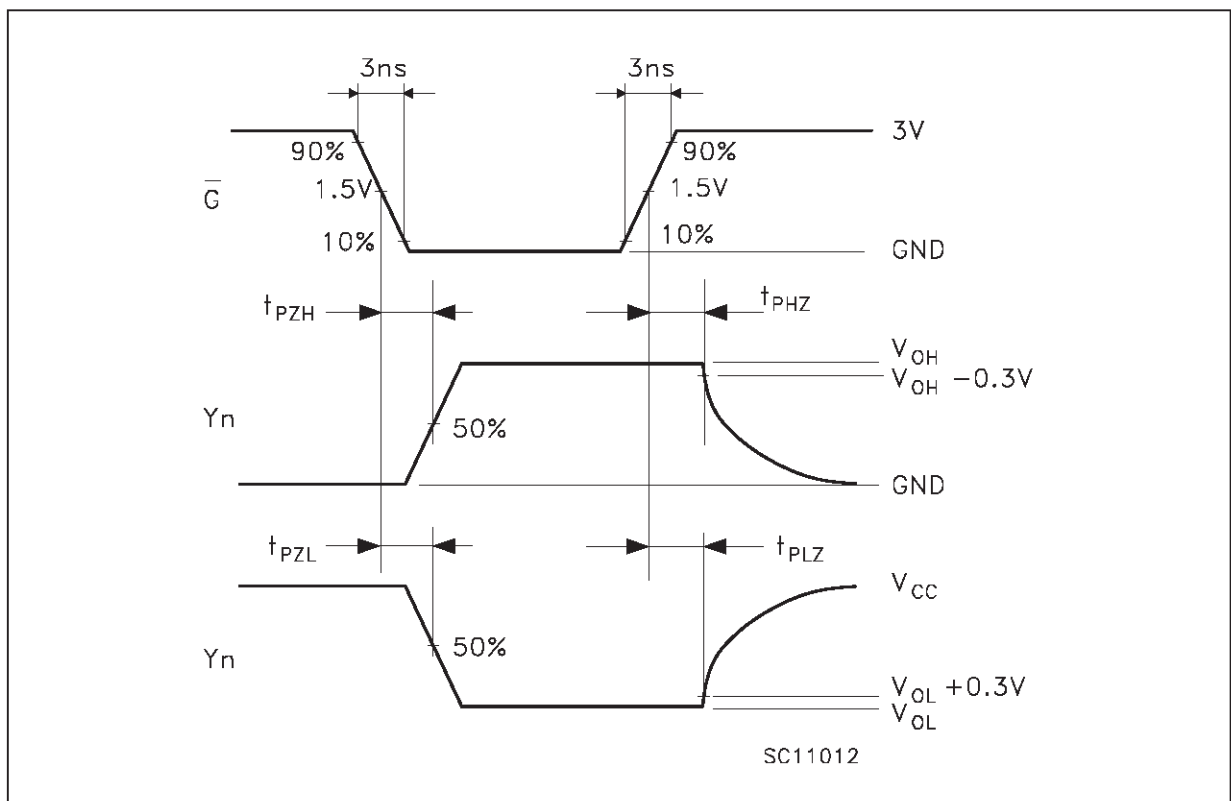 3ns 3ns
3V
90% 90%
G̅ 1.5V 1.5V
10% 10%
GND
tPZH tPHZ
VOH
VOH −0.3V
Yn 50%
GND
tPZL tPLZ
VCC
Yn 50%
VOL +0.3V
VOL
SC11012